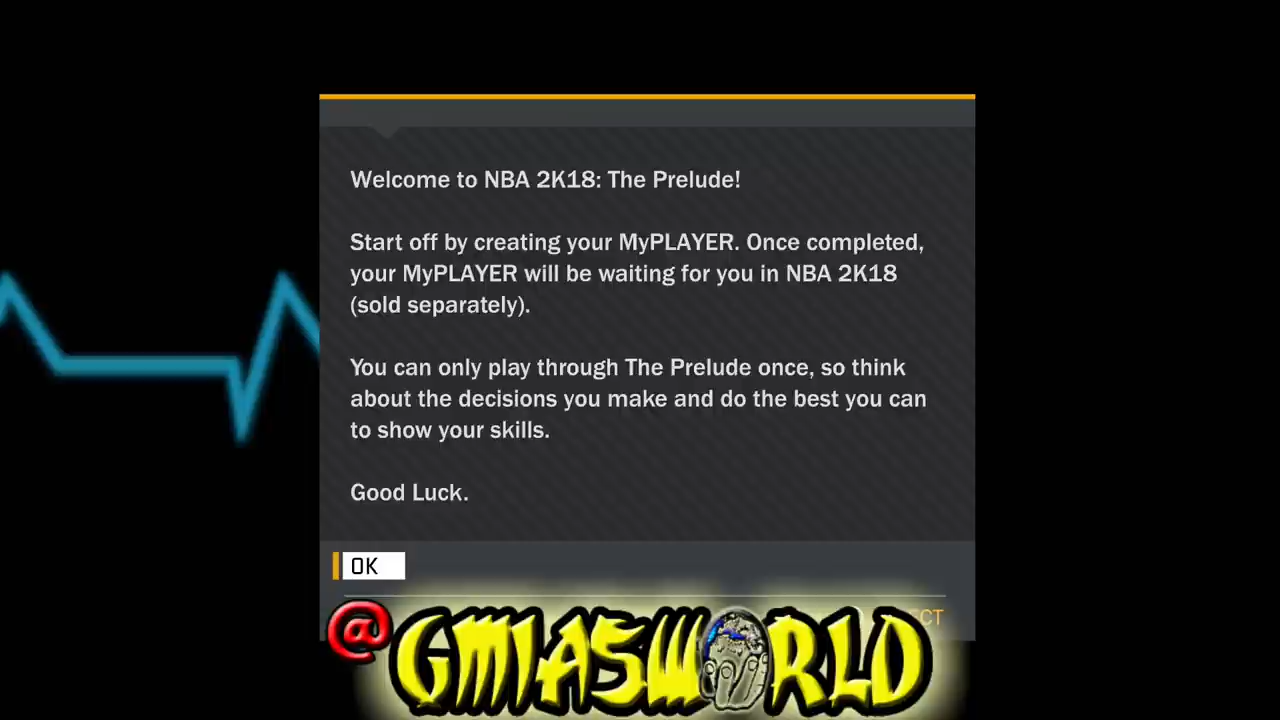 Welcome to NBA 2K18: The Prelude!
Start off by creating your MyPLAYER. Once completed,
your MyPLAYER will be waiting for you in NBA 2K18
(sold separately).
You can only play through The Prelude once, so think
about the decisions you make and do the best you can
to show your skills.
Good Luck.
OK
@GMIASWORLD